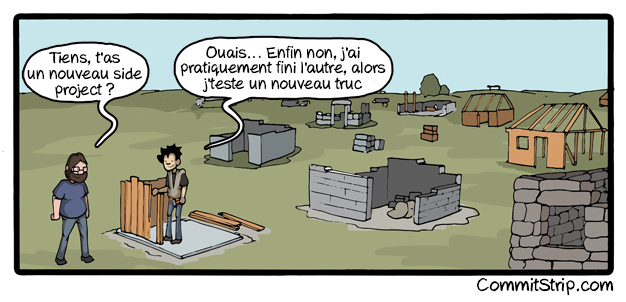 Tiens, t'as
un nouveau side
project ?
Ouais... Enfin non, j'ai
pratiquement fini l'autre, alors
j'teste un nouveau truc
CommitStrip.com